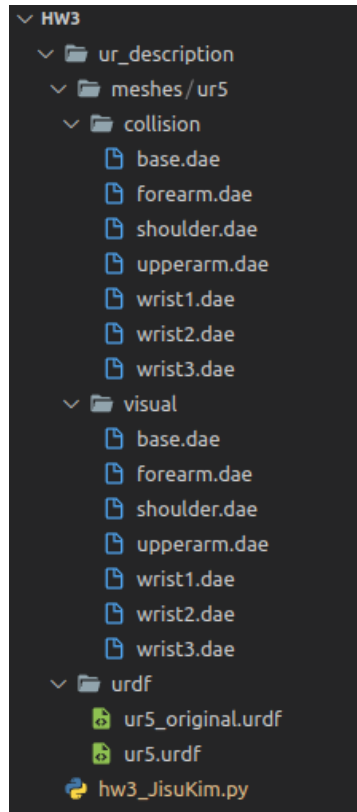 HW3
ur_description
meshes / ur5
collision
base.dae
forearm.dae
shoulder.dae
upperarm.dae
wrist1.dae
wrist2.dae
wrist3.dae
visual
base.dae
forearm.dae
shoulder.dae
upperarm.dae
wrist1.dae
wrist2.dae
wrist3.dae
urdf
ur5_original.urdf
ur5.urdf
hw3_JisuKim.py